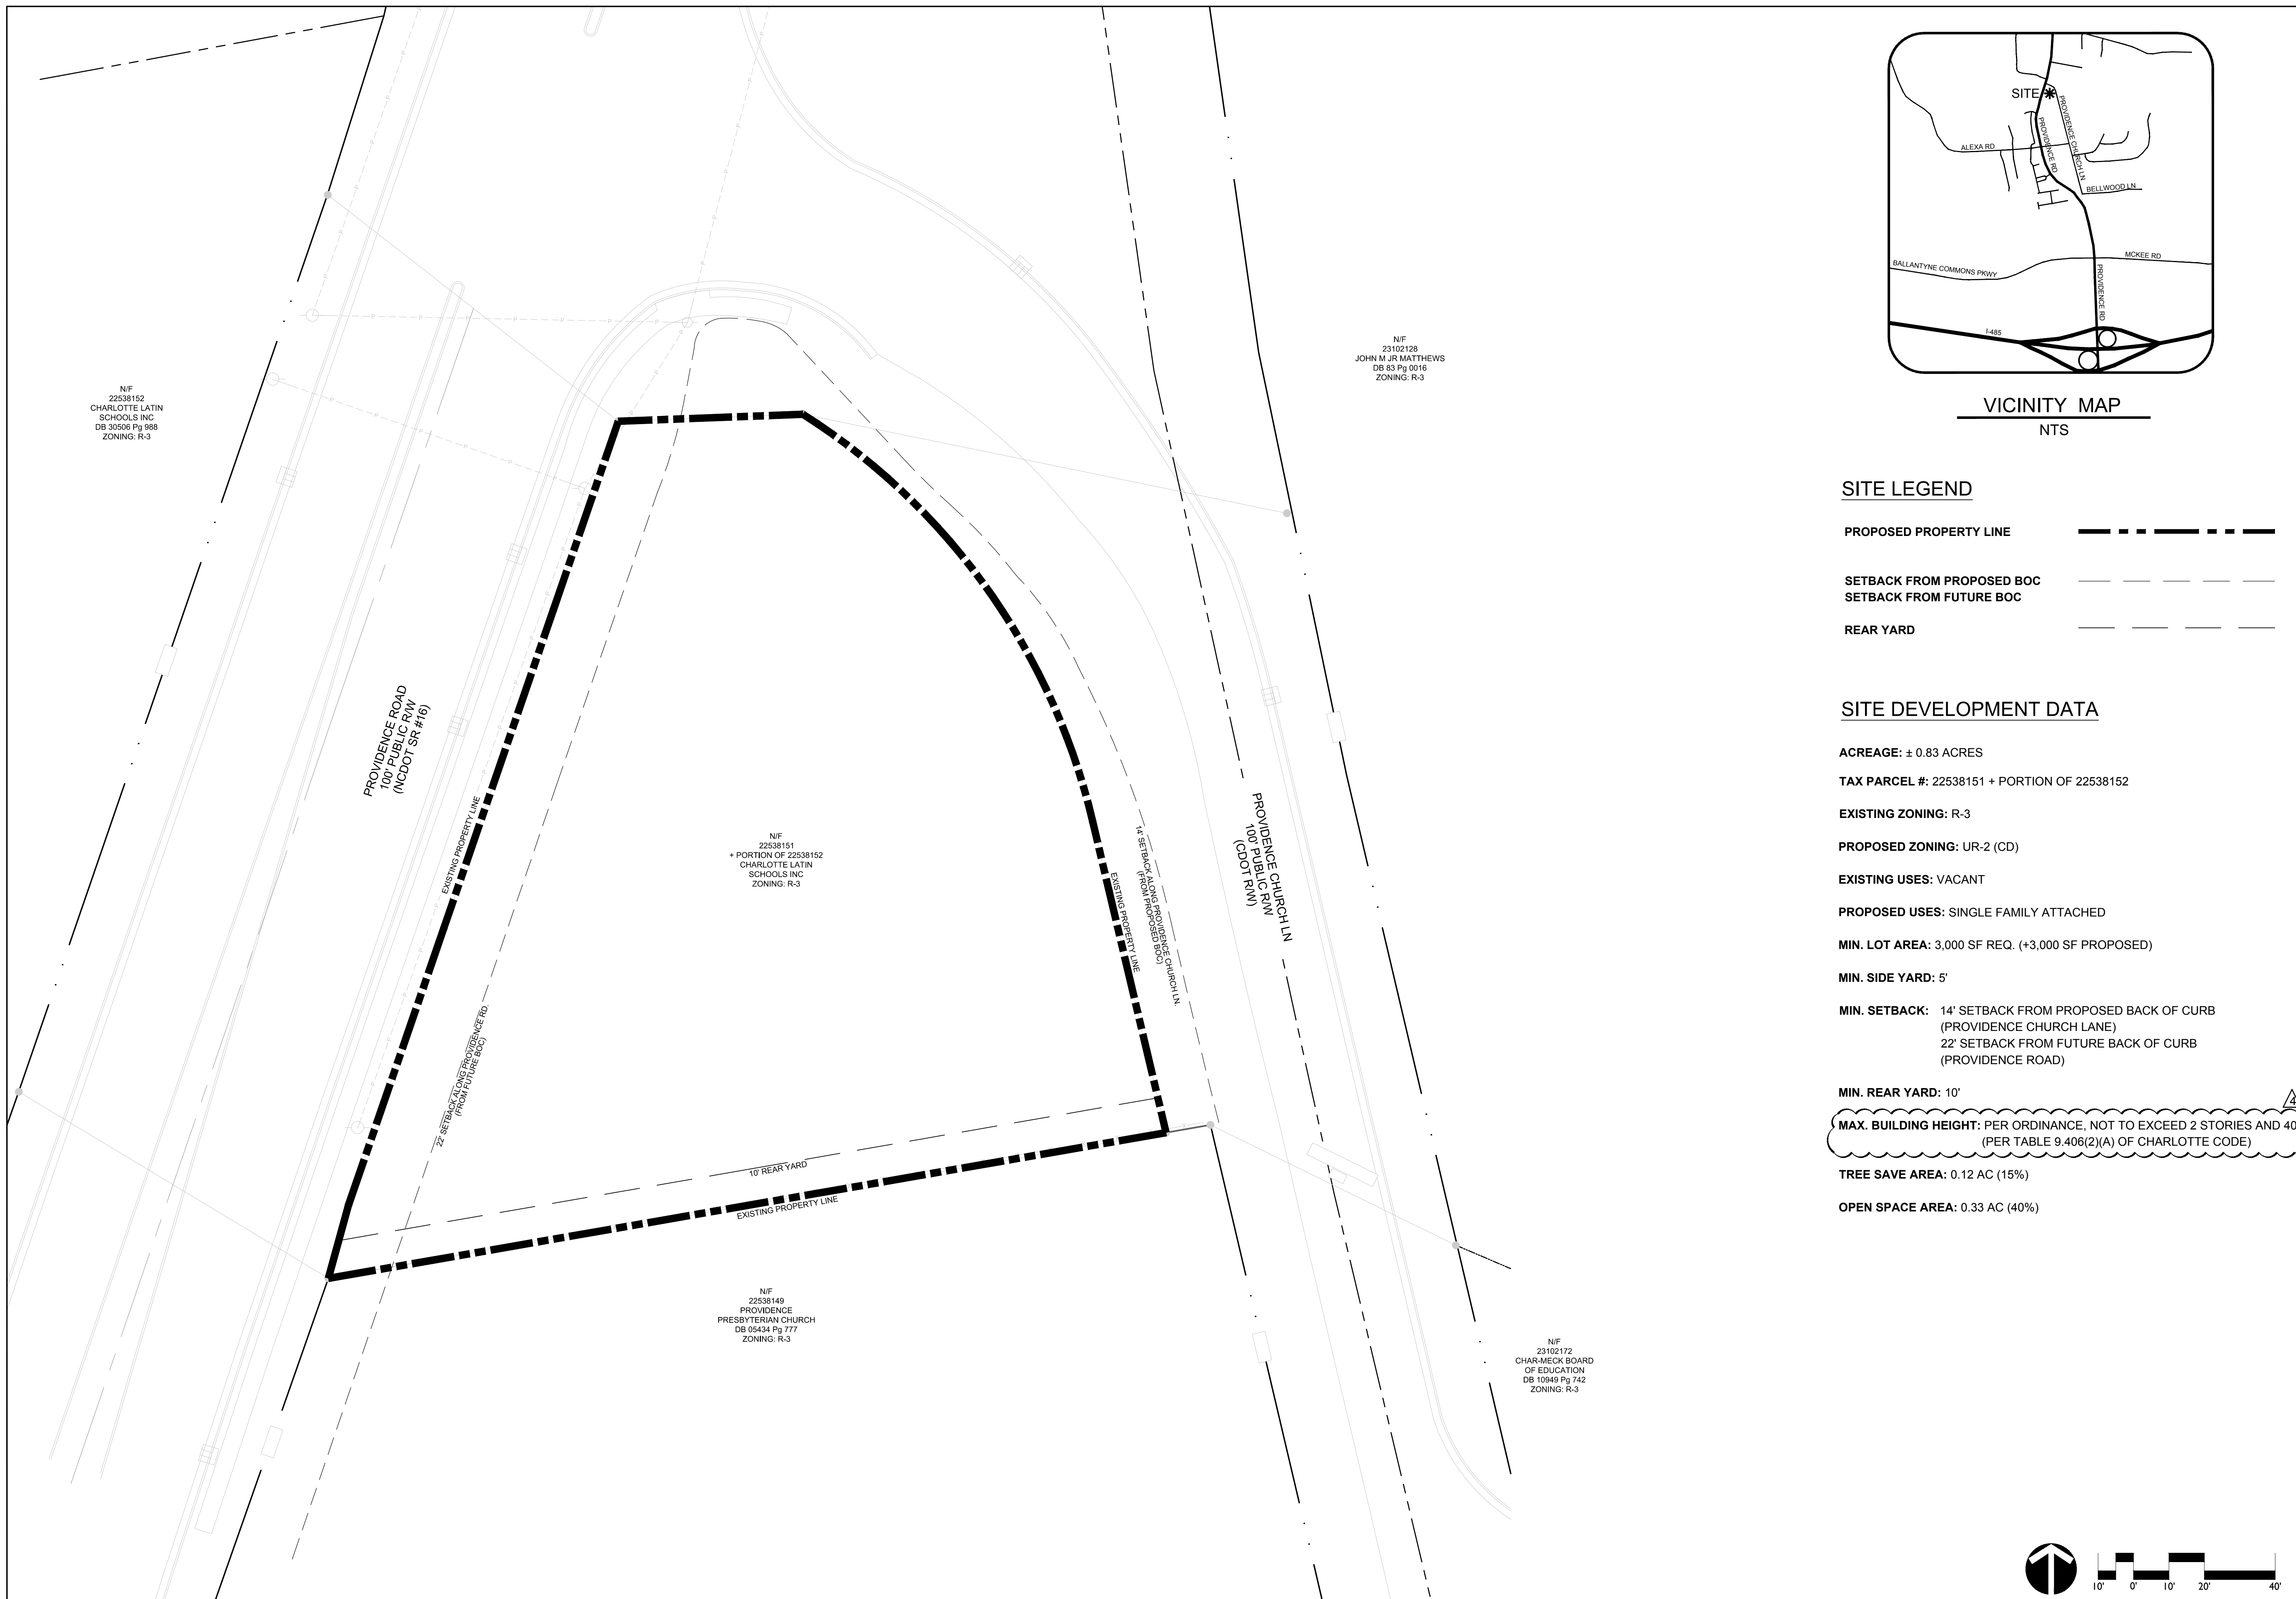 N/F
22538152
CHARLOTTE LATIN
SCHOOLS INC
DB 30506 Pg 988
ZONING: R-3
N/F
23102128
JOHN M JR MATTHEWS
DB 83 Pg 0016
ZONING: R-3
PROVIDENCE ROAD
100' PUBLIC R/W
(NCDOT SR #16)
EXISTING PROPERTY LINE
22' SETBACK ALONG PROVIDENCE RD.
(FROM FUTURE BOC)
N/F
22538151
+ PORTION OF 22538152
CHARLOTTE LATIN
SCHOOLS INC
ZONING: R-3
EXISTING PROPERTY LINE
14' SETBACK ALONG PROVIDENCE CHURCH LN.
(FROM PROPOSED BOC)
PROVIDENCE CHURCH LN
100' PUBLIC R/W
(CDOT R/W)
10' REAR YARD
EXISTING PROPERTY LINE
N/F
22538149
PROVIDENCE
PRESBYTERIAN CHURCH
DB 05434 Pg 777
ZONING: R-3
N/F
23102172
CHAR-MECK BOARD
OF EDUCATION
DB 10949 Pg 742
ZONING: R-3
SITE
PROVIDENCE CHURCH LN
PROVIDENCE RD
ALEXA RD
BELLWOOD LN
MCKEE RD
BALLANTYNE COMMONS PKWY
PROVIDENCE RD
I-485
VICINITY MAP
NTS
SITE LEGEND
PROPOSED PROPERTY LINE
SETBACK FROM PROPOSED BOC
SETBACK FROM FUTURE BOC
REAR YARD
SITE DEVELOPMENT DATA
ACREAGE: ± 0.83 ACRES
TAX PARCEL #: 22538151 + PORTION OF 22538152
EXISTING ZONING: R-3
PROPOSED ZONING: UR-2 (CD)
EXISTING USES: VACANT
PROPOSED USES: SINGLE FAMILY ATTACHED
MIN. LOT AREA: 3,000 SF REQ. (+3,000 SF PROPOSED)
MIN. SIDE YARD: 5'
MIN. SETBACK: 14' SETBACK FROM PROPOSED BACK OF CURB
(PROVIDENCE CHURCH LANE)
22' SETBACK FROM FUTURE BACK OF CURB
(PROVIDENCE ROAD)
MIN. REAR YARD: 10'
4
MAX. BUILDING HEIGHT: PER ORDINANCE, NOT TO EXCEED 2 STORIES AND 40
(PER TABLE 9.406(2)(A) OF CHARLOTTE CODE)
TREE SAVE AREA: 0.12 AC (15%)
OPEN SPACE AREA: 0.33 AC (40%)
10' 0' 10' 20' 40'